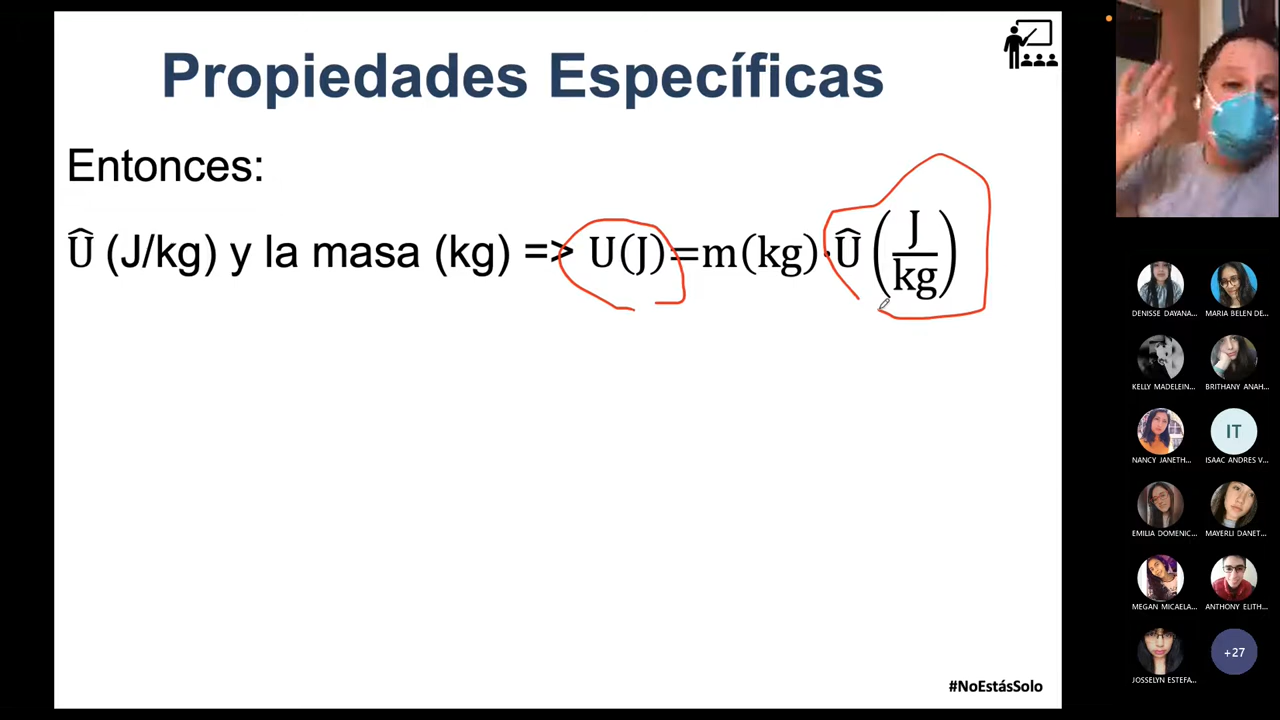 Propiedades Específicas
Entonces:
Û (J/kg) y la masa (kg) => U(J)=m(kg)·Û (J/kg)
#NoEstásSolo
DENISSE DAYANA...
MARIA BELEN DE...
KELLY MADELEIN...
BRITHANY ANAH...
NANCY JANETH...
IT
ISAAC ANDRES V...
EMILIA DOMENIC...
MAYERLI DANET...
MEGAN MICAELA...
ANTHONY ELITH...
JOSSELYN ESTEFA...
+27